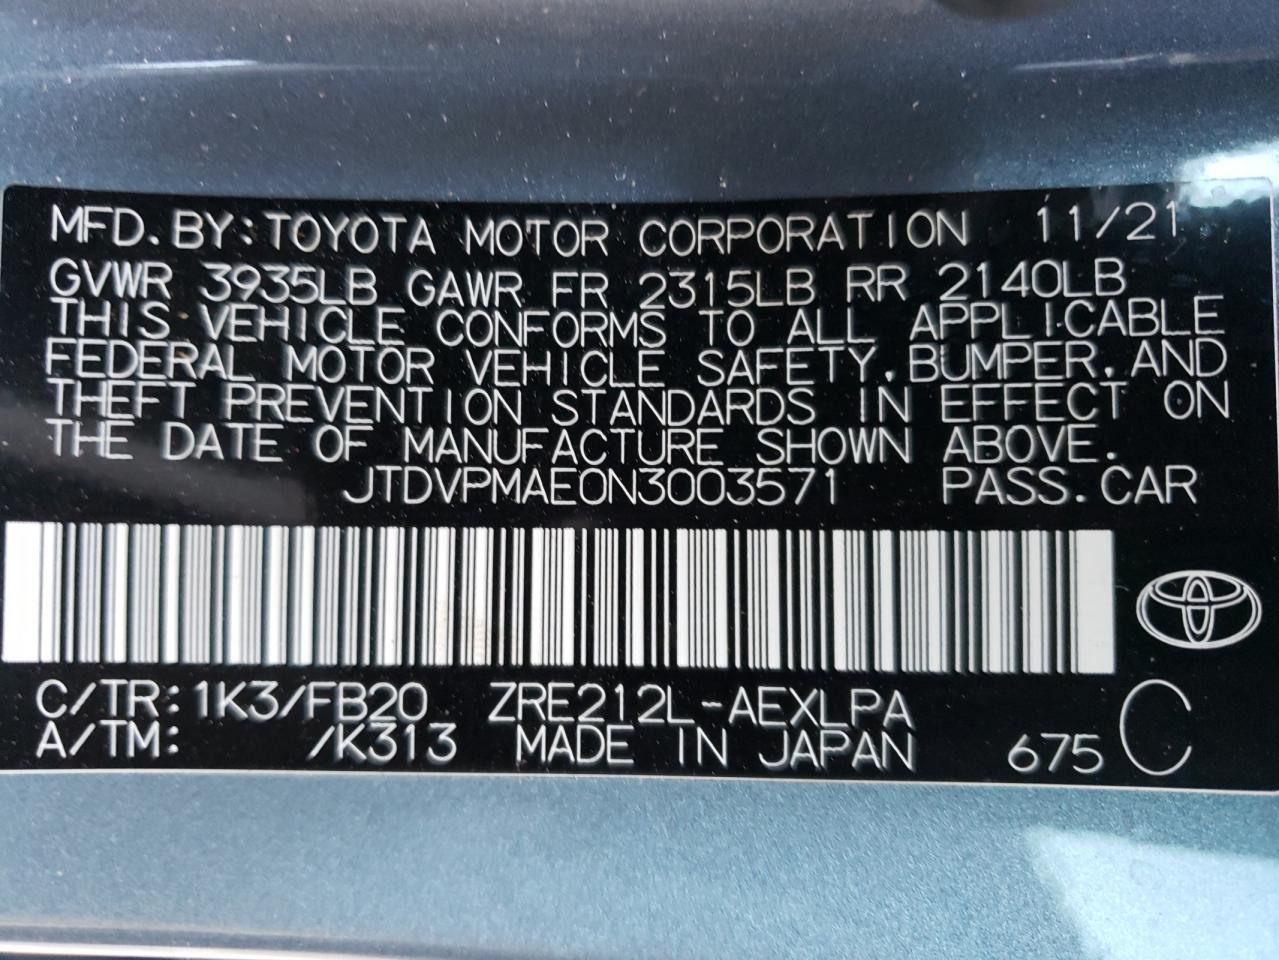 MFD.BY:TOYOTA MOTOR CORPORATION 11/21
GVWR 3935LB GAWR FR 2315LB RR 2140LB
THIS VEHICLE CONFORMS TO ALL APPLICABLE
FEDERAL MOTOR VEHICLE SAFETY,BUMPER,AND
THEFT PREVENTION STANDARDS IN EFFECT ON
THE DATE OF MANUFACTURE SHOWN ABOVE.
JTDVPMAE0N3003571 PASS.CAR
C/TR:1K3/FB20 ZRE212L-AEXLPA
A/TM: /K313 MADE IN JAPAN 675 C